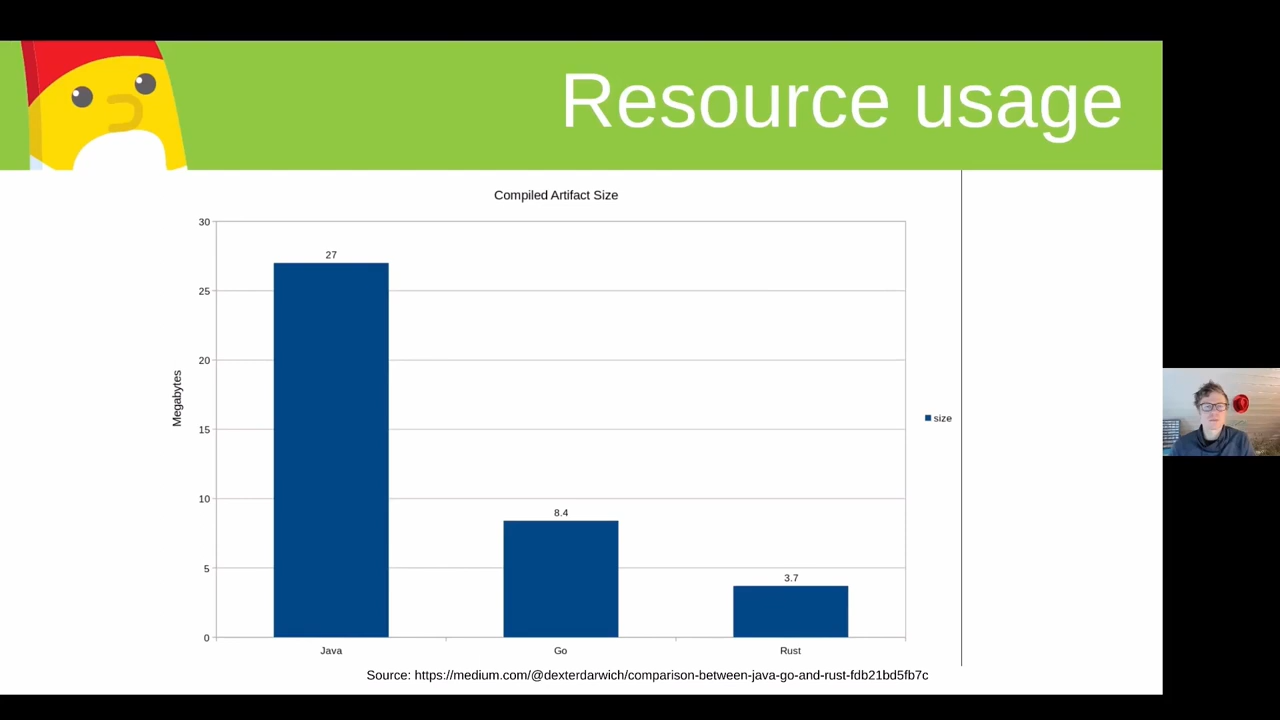 Resource usage
Compiled Artifact Size
30
27
25
20
Megabytes
15
size
10
8.4
5
3.7
0
Java Go Rust
Source: https://medium.com/@dexterdarwich/comparison-between-java-go-and-rust-fdb21bd5fb7c